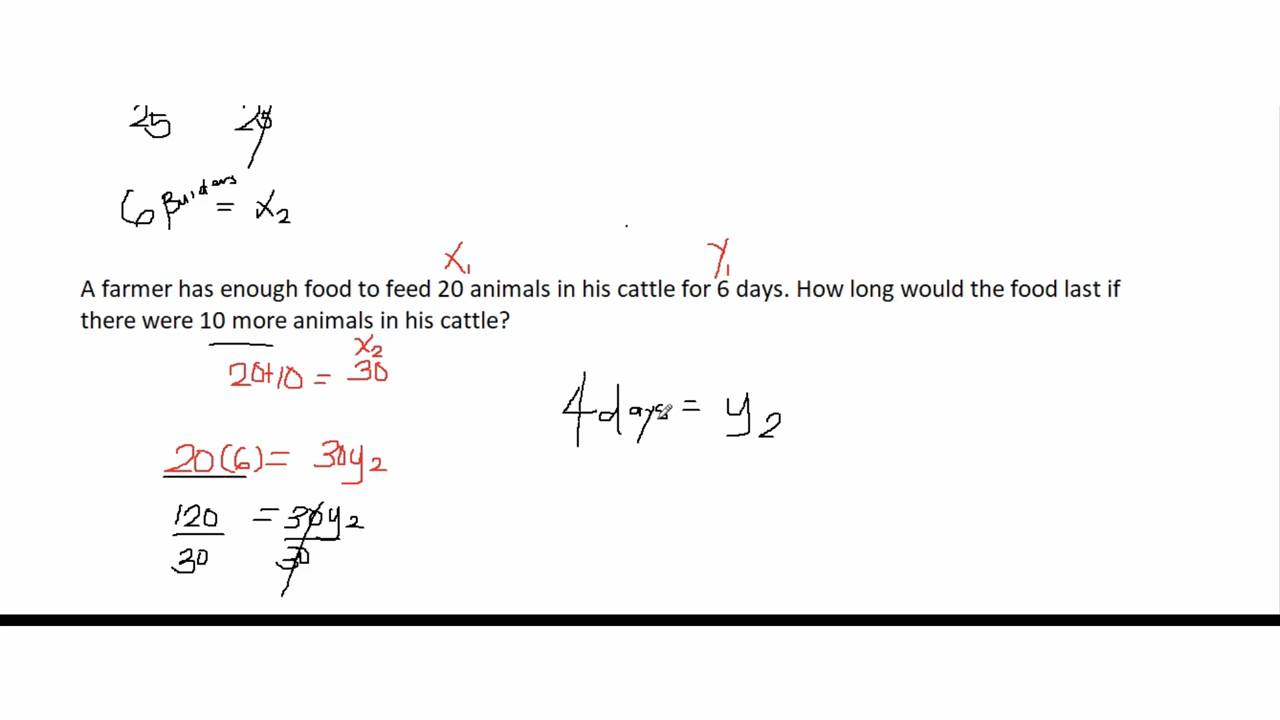 25 25
6 Builders = x₂
x₁ y₁
A farmer has enough food to feed 20 animals in his cattle for 6 days. How long would the food last if
there were 10 more animals in his cattle?
x₂
20+10 = 30
4 days = y₂
20(6) = 30y₂
120 = 30y₂
30 30